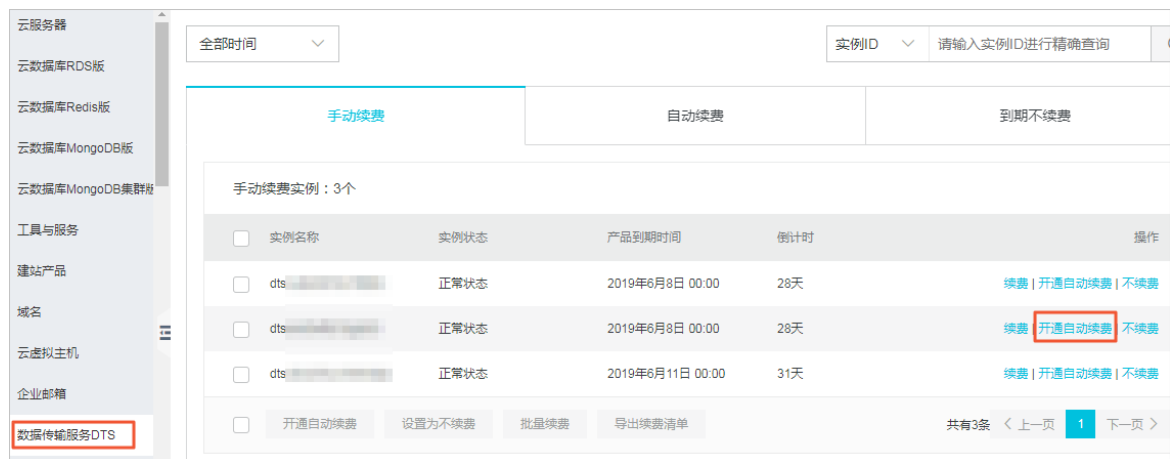 云服务器
云数据库RDS版
云数据库Redis版
云数据库MongoDB版
云数据库MongoDB集群版
工具与服务
建站产品
域名
云虚拟主机
企业邮箱
数据传输服务DTS
全部时间
实例ID 请输入实例ID进行精确查询
手动续费 自动续费 到期不续费
手动续费实例：3个
实例名称 实例状态 产品到期时间 倒计时 操作
dts 正常状态 2019年6月8日 00:00 28天 续费 | 开通自动续费 | 不续费
dts 正常状态 2019年6月8日 00:00 28天 续费 | 开通自动续费 | 不续费
dts 正常状态 2019年6月11日 00:00 31天 续费 | 开通自动续费 | 不续费
开通自动续费 设置为不续费 批量续费 导出续费清单 共有3条 上一页 1 下一页